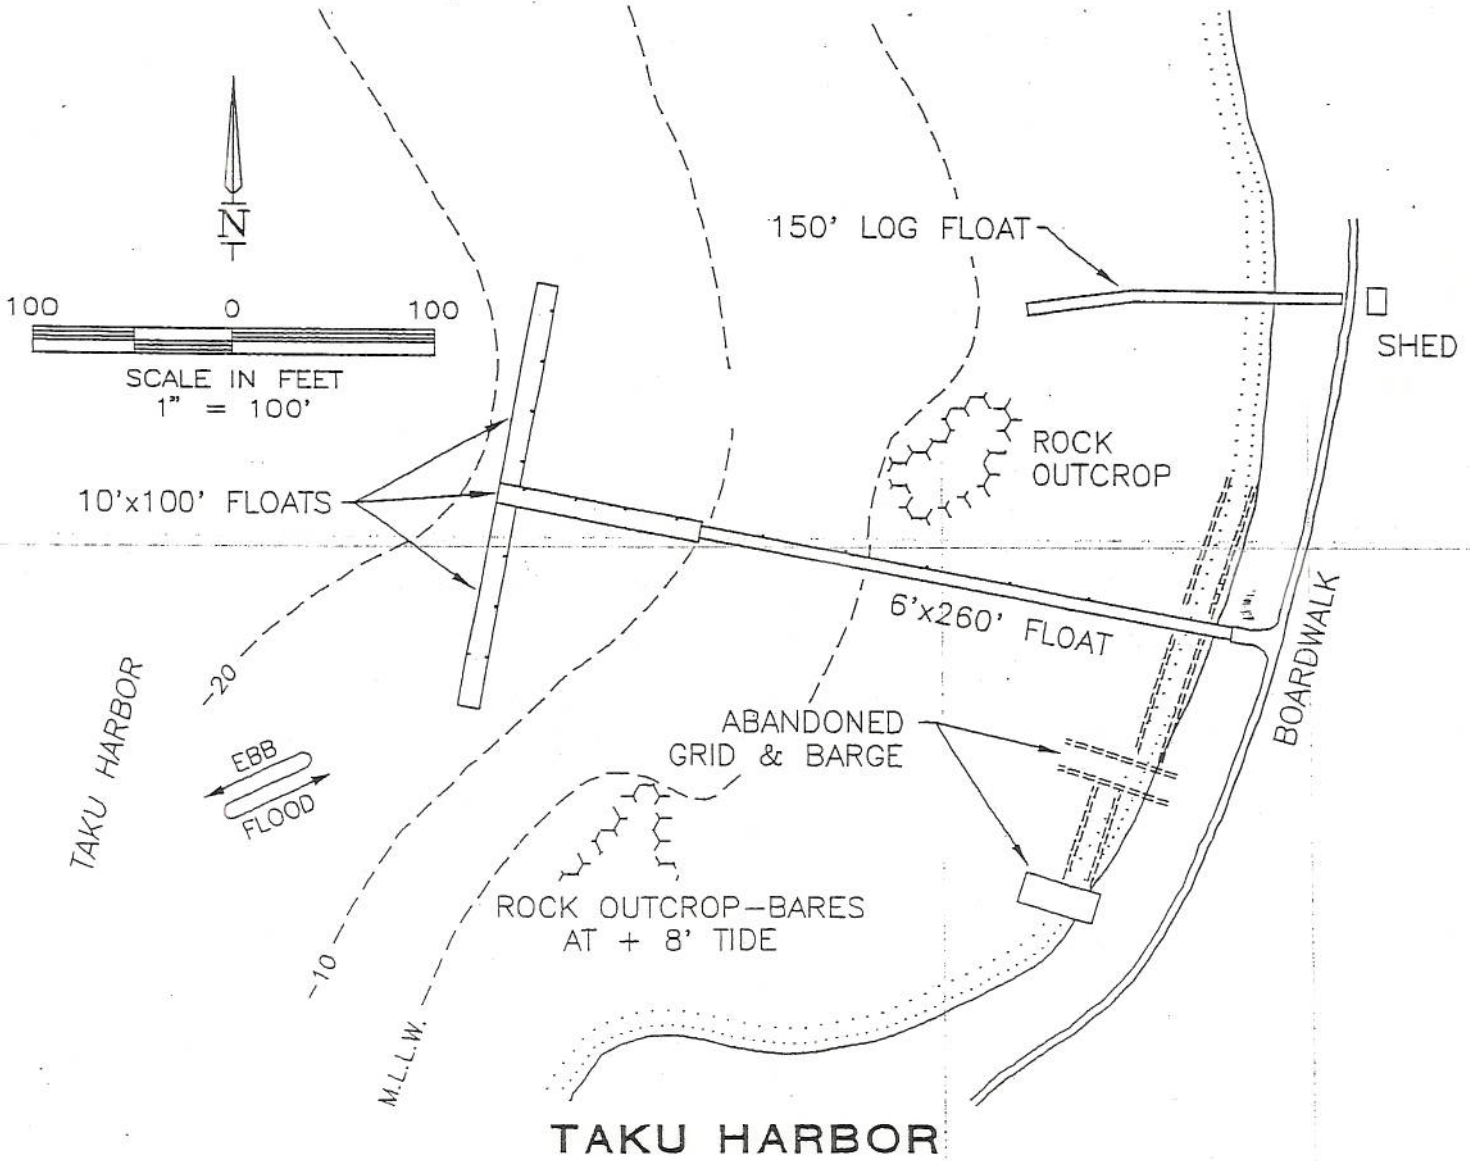 N
150' LOG FLOAT
100 0 100
SCALE IN FEET
1" = 100'
SHED
ROCK
OUTCROP
10'x100' FLOATS
6'x260' FLOAT
BOARDWALK
-20
TAKU HARBOR
EBB
FLOOD
ABANDONED
GRID & BARGE
ROCK OUTCROP-BARES
AT + 8' TIDE
-10
M.L.L.W.
TAKU HARBOR